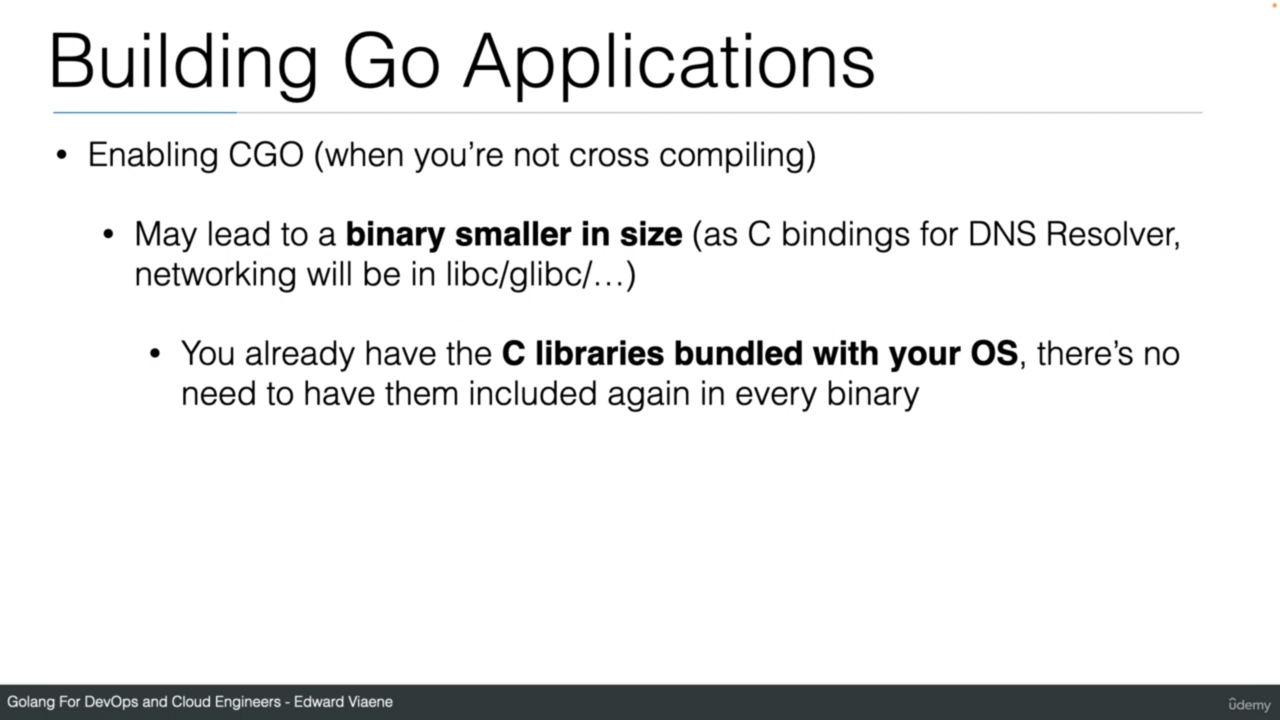 Building Go Applications
• Enabling CGO (when you're not cross compiling)
• May lead to a binary smaller in size (as C bindings for DNS Resolver,
networking will be in libc/glibc/…)
• You already have the C libraries bundled with your OS, there's no
need to have them included again in every binary
Golang For DevOps and Cloud Engineers - Edward Viaene
ûdemy